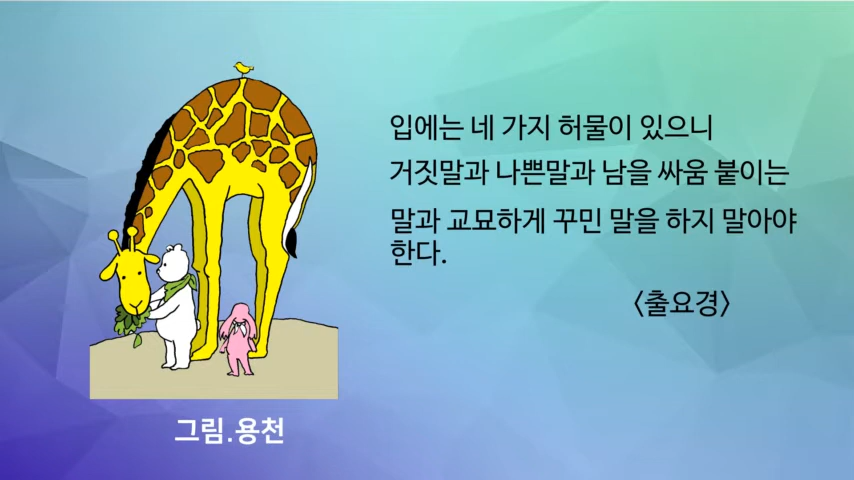 입에는 네 가지 허물이 있으니
거짓말과 나쁜말과 남을 싸움 붙이는
말과 교묘하게 꾸민 말을 하지 말아야
한다.
〈출요경〉
그림.용천